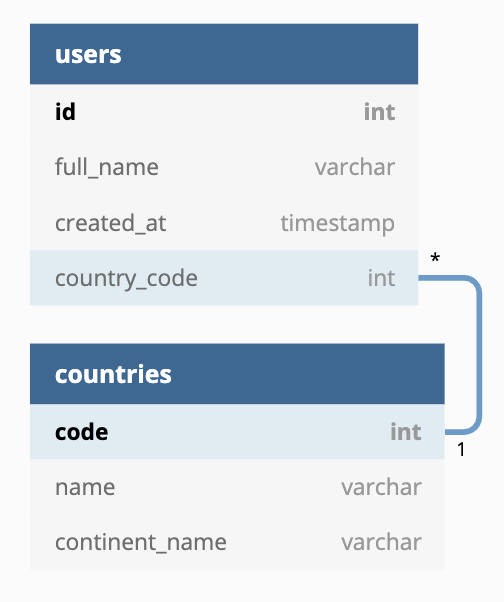 users
id int
full_name varchar
created_at timestamp
*
country_code int
countries
code int
1
name varchar
continent_name varchar